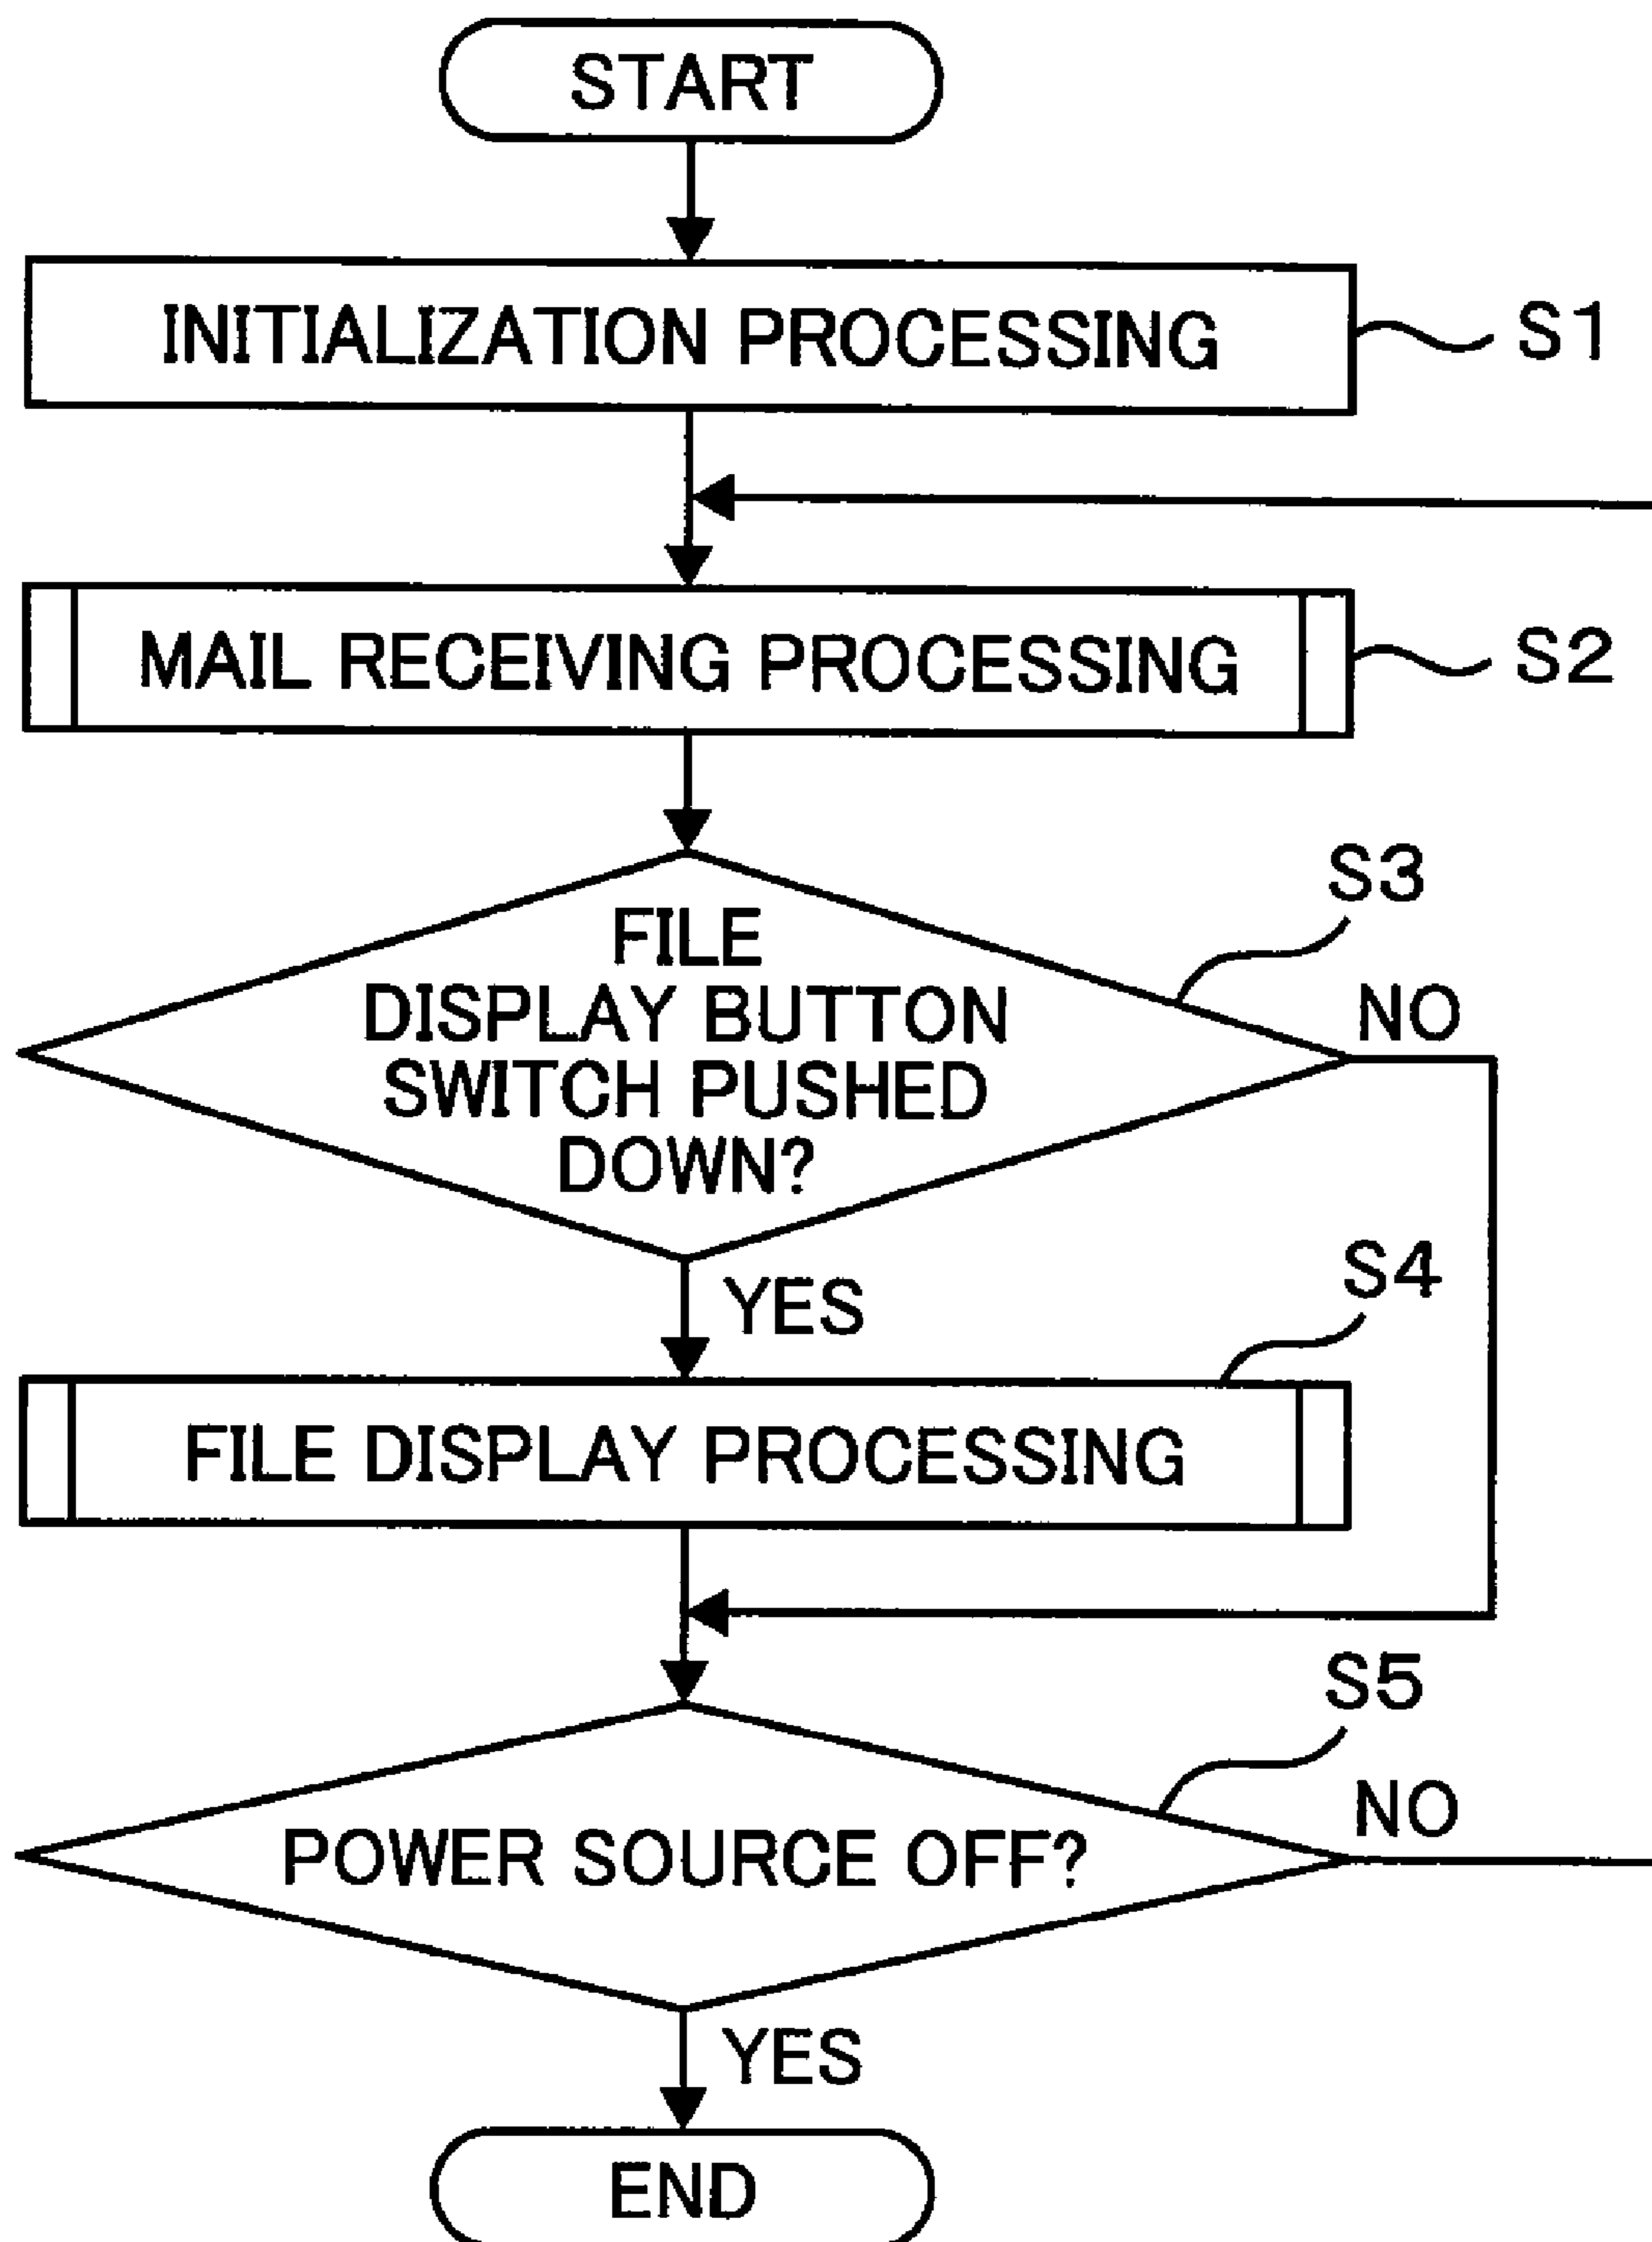 START
INITIALIZATION PROCESSING
S1
MAIL RECEIVING PROCESSING
S2
S3
FILE
DISPLAY BUTTON
SWITCH PUSHED
DOWN?
NO
YES
S4
FILE DISPLAY PROCESSING
S5
POWER SOURCE OFF?
NO
YES
END